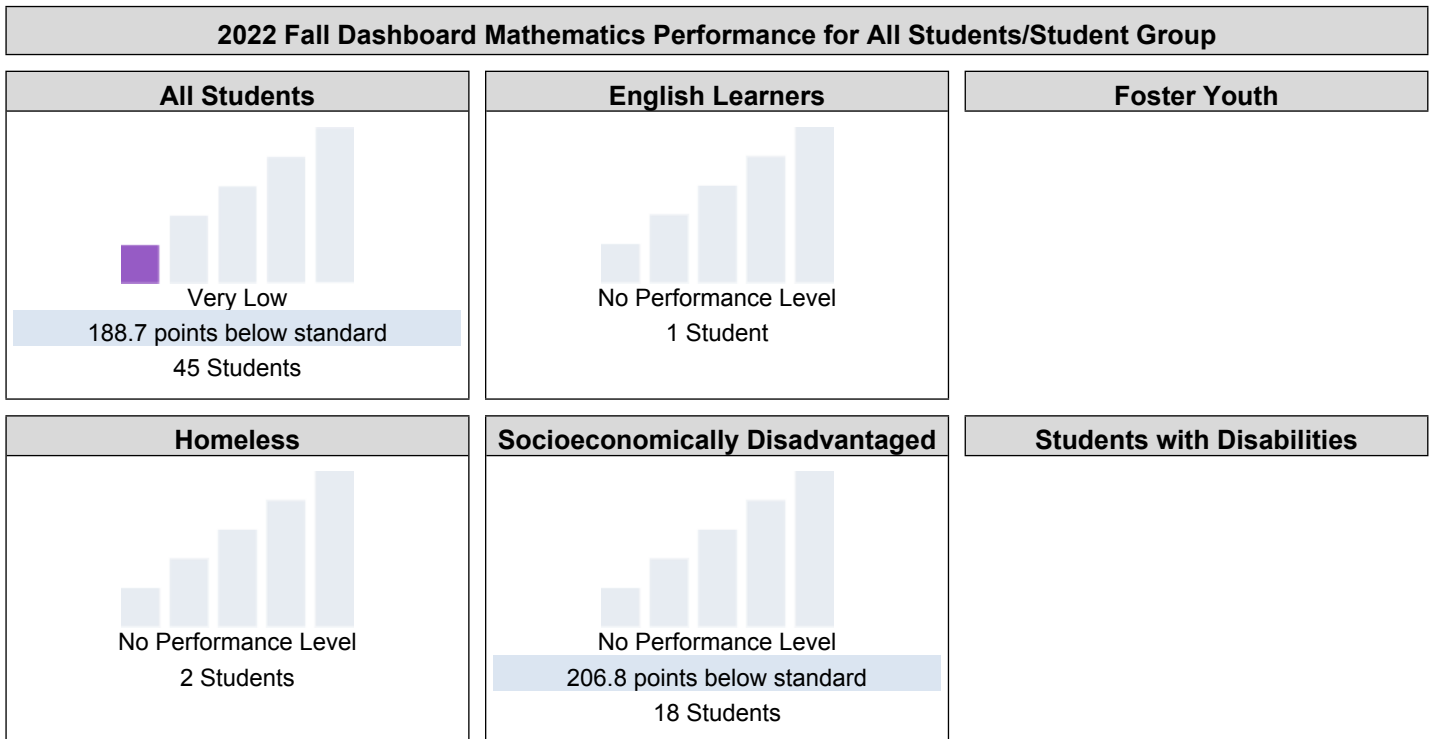 2022 Fall Dashboard Mathematics Performance for All Students/Student Group
All Students
Very Low
188.7 points below standard
45 Students
English Learners
No Performance Level
1 Student
Foster Youth
Homeless
No Performance Level
2 Students
Socioeconomically Disadvantaged
No Performance Level
206.8 points below standard
18 Students
Students with Disabilities